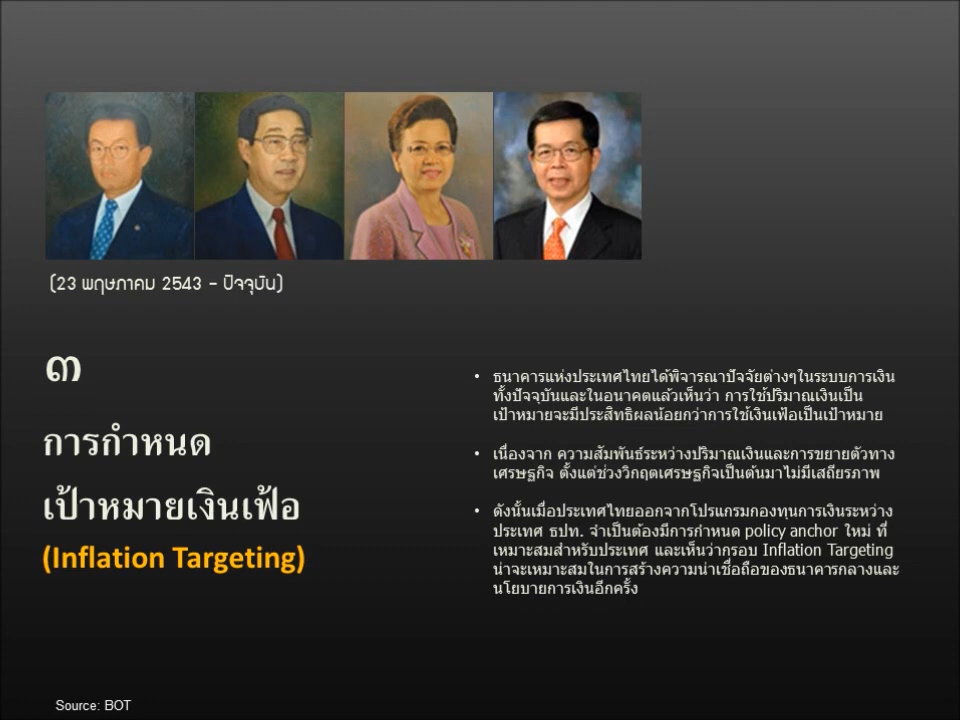 (23 พฤษภาคม 2543 – ปัจจุบัน)
๓
การกำหนด
เป้าหมายเงินเฟ้อ
(Inflation Targeting)
• ธนาคารแห่งประเทศไทยได้พิจารณาปัจจัยต่างๆในระบบการเงิน
ทั้งปัจจุบันและในอนาคตแล้วเห็นว่า การใช้ปริมาณเงินเป็น
เป้าหมายจะมีประสิทธิผลน้อยกว่าการใช้เงินเฟ้อเป็นเป้าหมาย
• เนื่องจาก ความสัมพันธ์ระหว่างปริมาณเงินและการขยายตัวทาง
เศรษฐกิจ ตั้งแต่ช่วงวิกฤตเศรษฐกิจเป็นต้นมาไม่มีเสถียรภาพ
• ดังนั้นเมื่อประเทศไทยออกจากโปรแกรมกองทุนการเงินระหว่าง
ประเทศ ธปท. จำเป็นต้องมีการกำหนด policy anchor ใหม่ ที่
เหมาะสมสำหรับประเทศ และเห็นว่ากรอบ Inflation Targeting
น่าจะเหมาะสมในการสร้างความน่าเชื่อถือของธนาคารกลางและ
นโยบายการเงินอีกครั้ง
Source: BOT